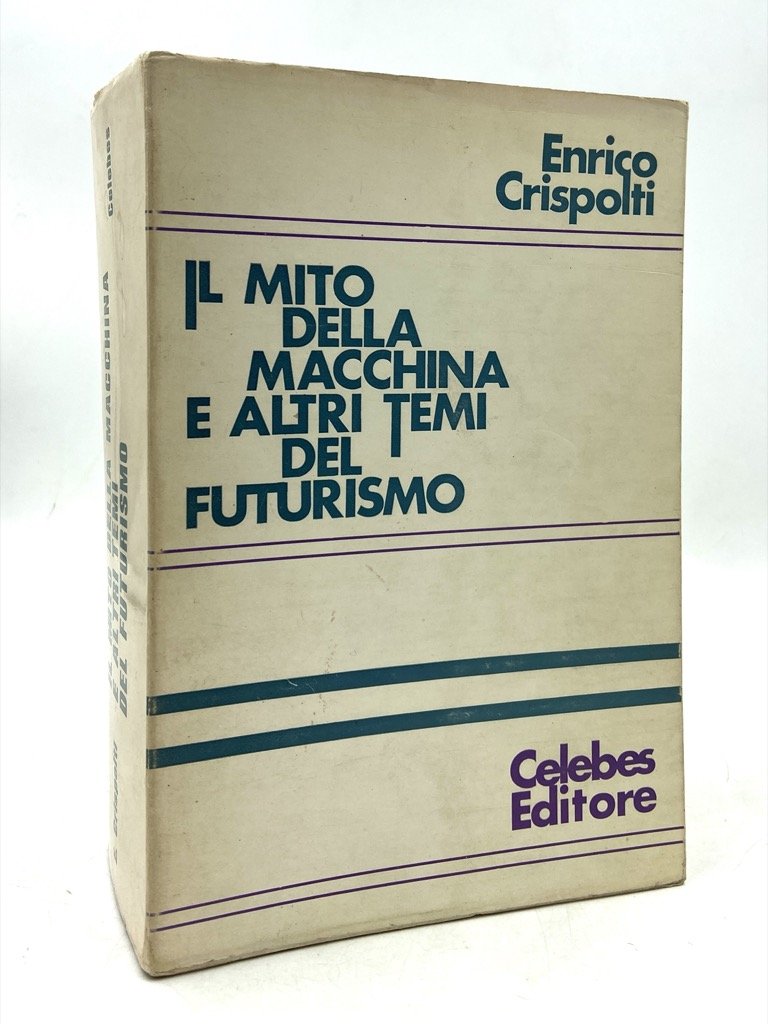 Enrico
Crispolti
IL MITO
DELLA
MACCHINA
E ALTRI TEMI
DEL
FUTURISMO
Celebes
Editore
Celebes
IL MITO DELLA MACCHINA
E ALTRI TEMI
DEL FUTURISMO
Crispolti